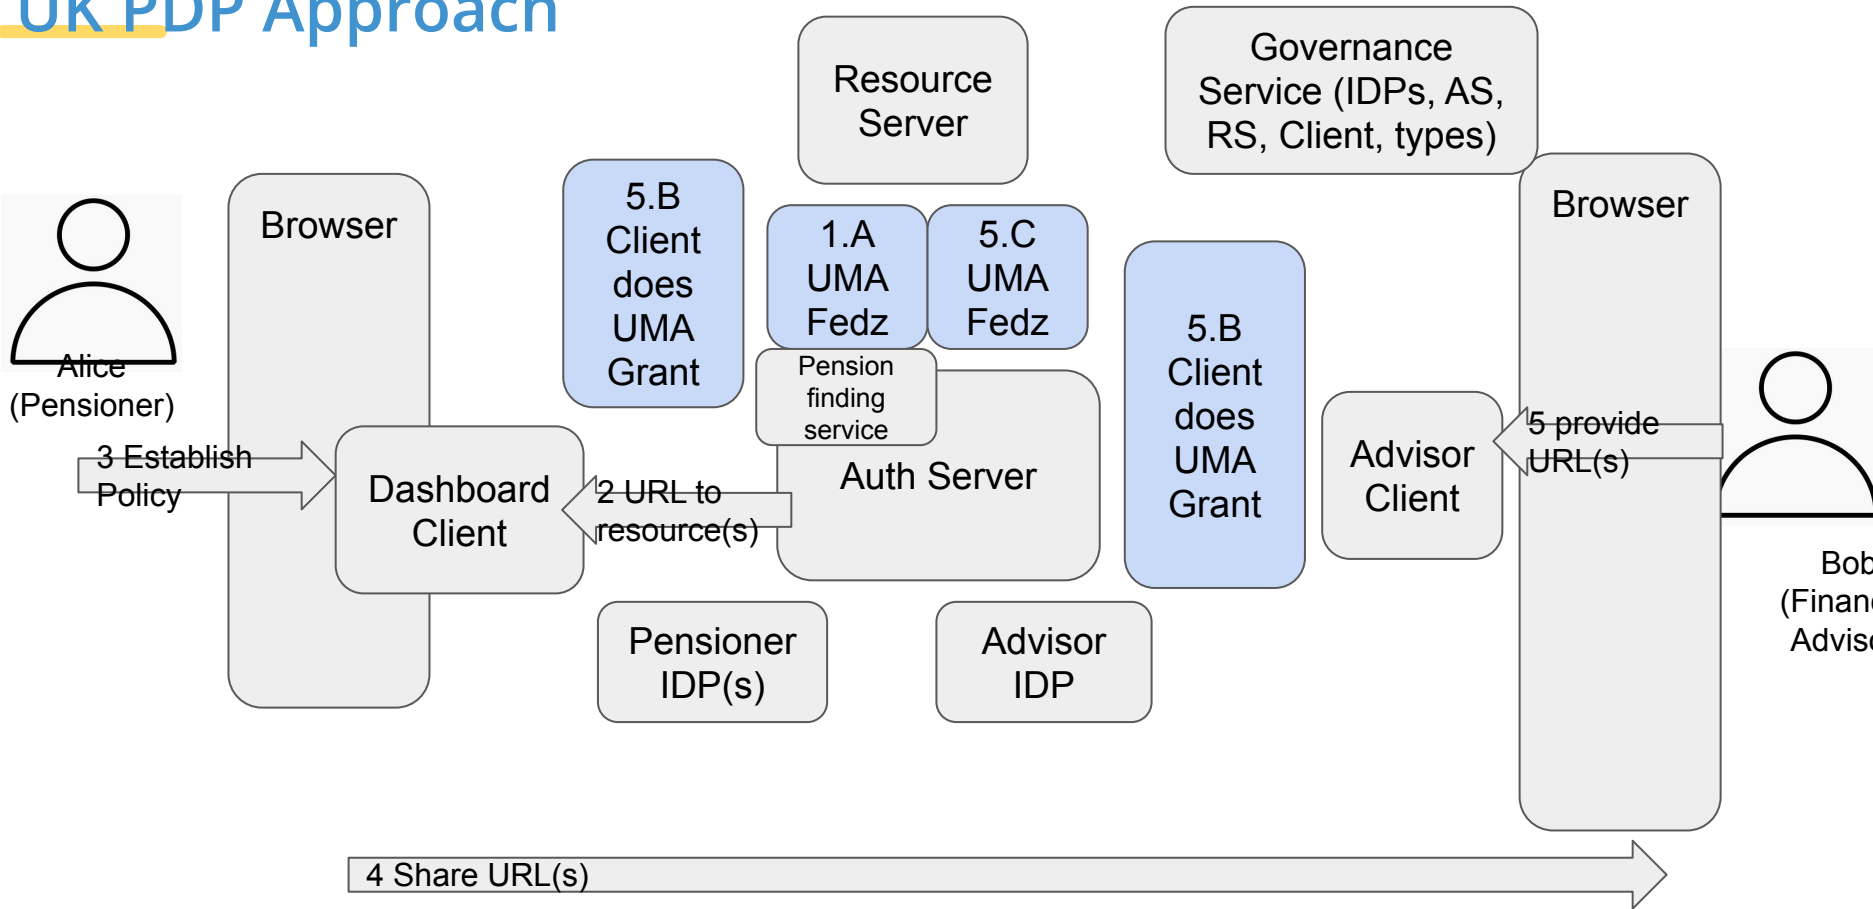 UK PDP Approach
Resource
Server
Governance
Service (IDPs, AS,
RS, Client, types)
Browser
5.B
Client
does
UMA
Grant
1.A
UMA
Fedz
5.C
UMA
Fedz
Browser
5.B
Client
does
UMA
Grant
Pension
finding
service
Auth Server
Alice
(Pensioner)
3 Establish
Policy
Dashboard
Client
2 URL to
resource(s)
Advisor
Client
5 provide
URL(s)
Bob
(Finan
Adviso
Pensioner
IDP(s)
Advisor
IDP
4 Share URL(s)